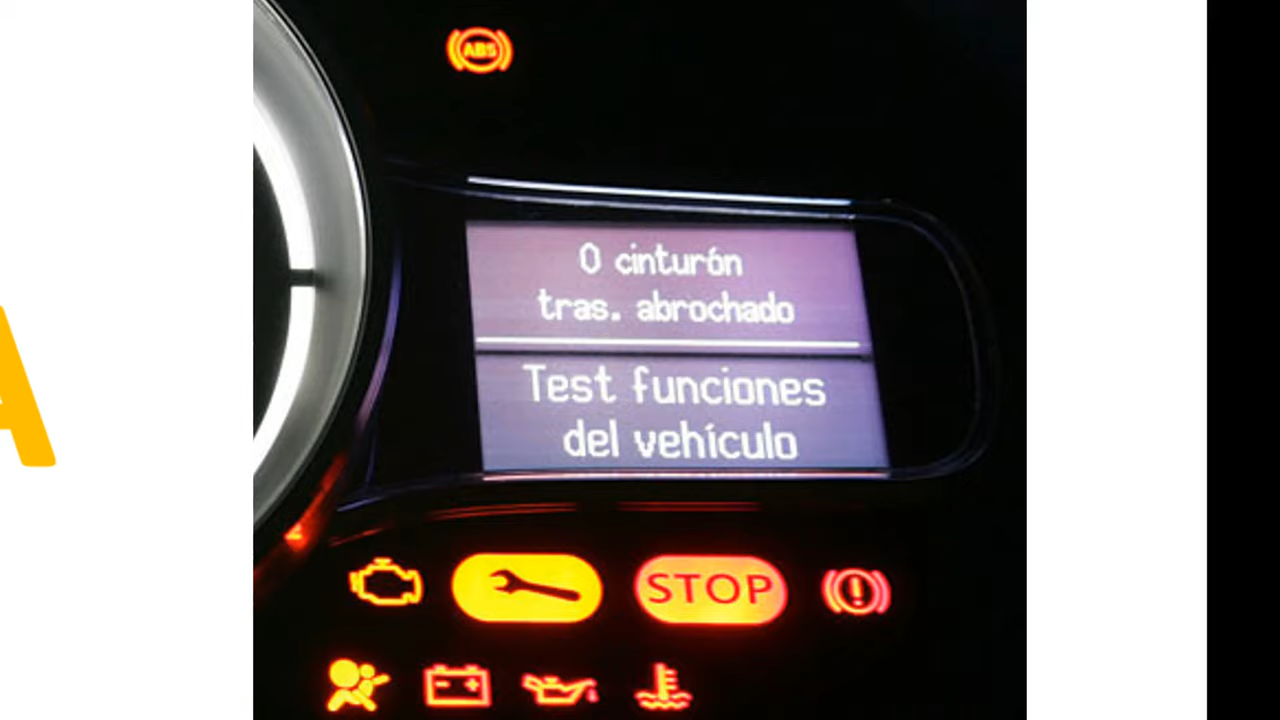 ABS
0 cinturón
tras. abrochado
Test funciones
del vehículo
STOP
A